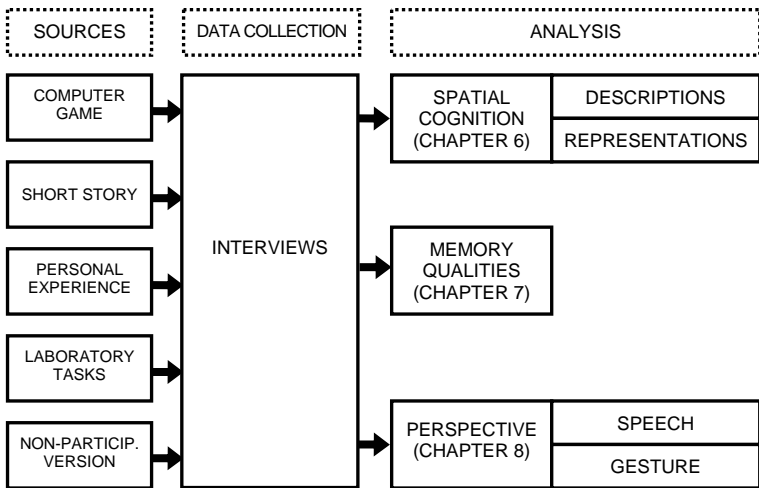 SOURCES
DATA COLLECTION
ANALYSIS
COMPUTER
GAME
SHORT STORY
PERSONAL
EXPERIENCE
LABORATORY
TASKS
NON-PARTICIP.
VERSION
INTERVIEWS
SPATIAL
COGNITION
(CHAPTER 6)
DESCRIPTIONS
REPRESENTATIONS
MEMORY
QUALITIES
(CHAPTER 7)
PERSPECTIVE
(CHAPTER 8)
SPEECH
GESTURE